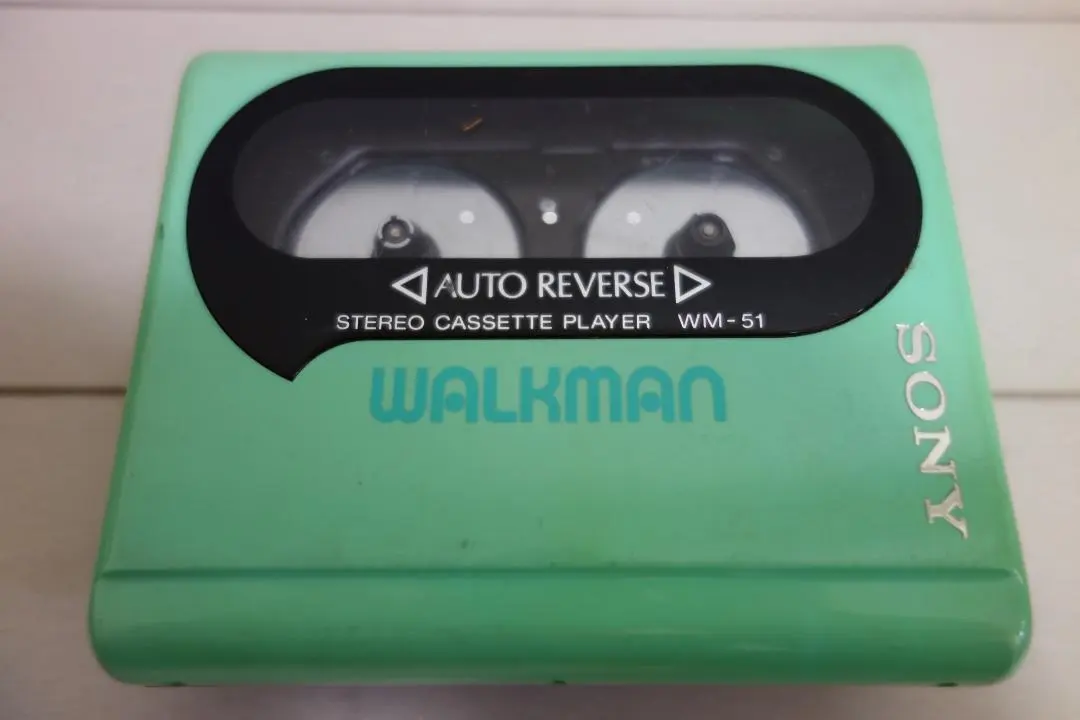 ◁ AUTO REVERSE ▷
STEREO CASSETTE PLAYER WM-51
WALKMAN
SONY